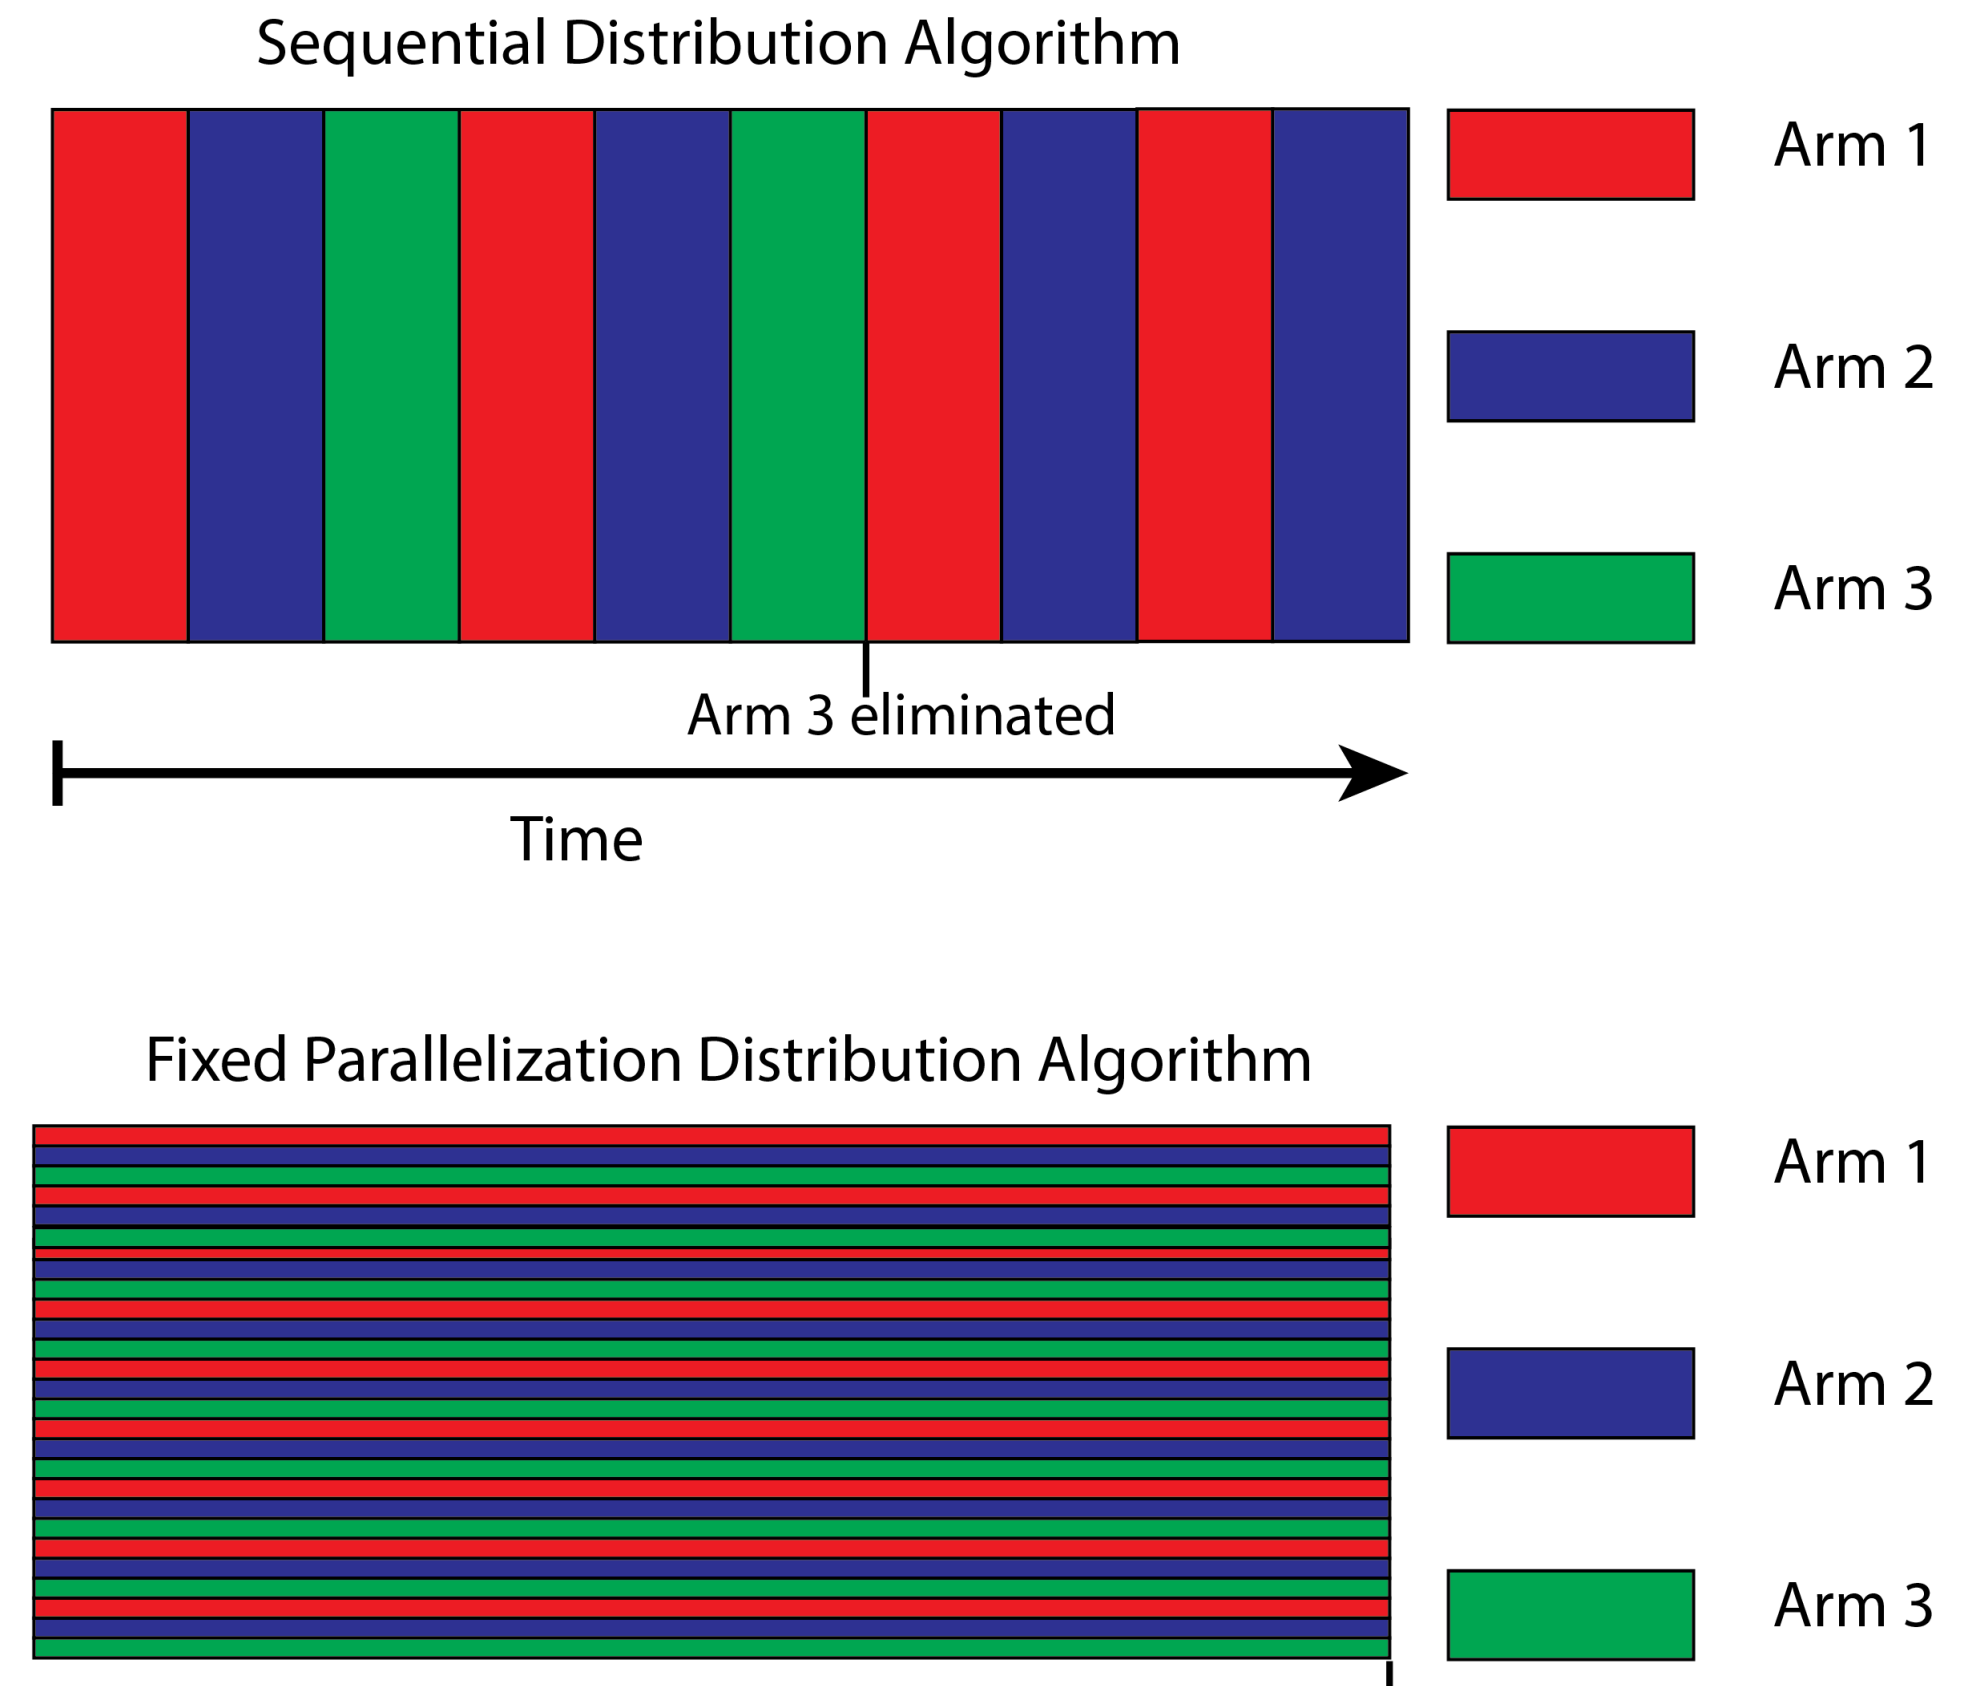 Sequential Distribution Algorithm
Arm 1
Arm 2
Arm 3
Arm 3 eliminated
Time
Fixed Parallelization Distribution Algorithm
Arm 1
Arm 2
Arm 3